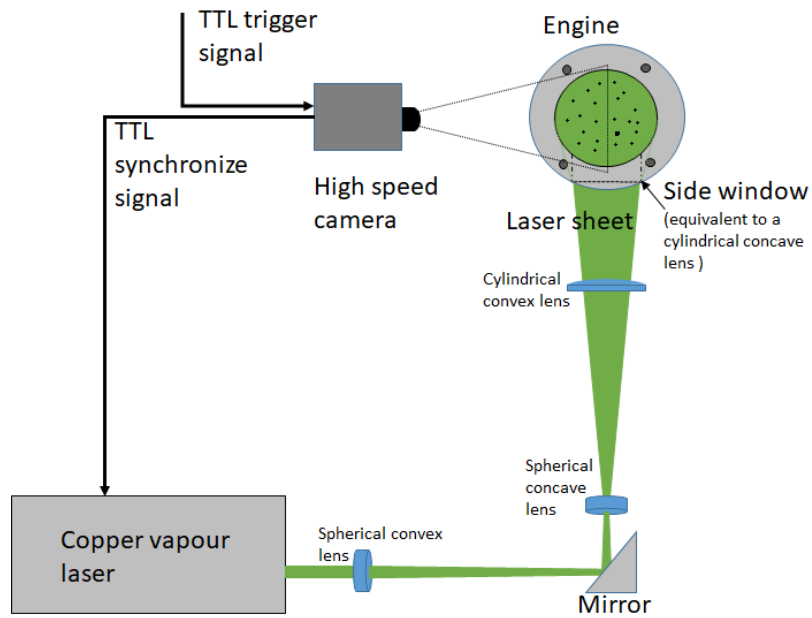 TTL trigger
signal
Engine
TTL
synchronize
signal
High speed
camera
Side window
(equivalent to a
cylindrical concave
lens )
Laser sheet
Cylindrical
convex lens
Spherical
concave
lens
Copper vapour
laser
Spherical convex
lens
Mirror